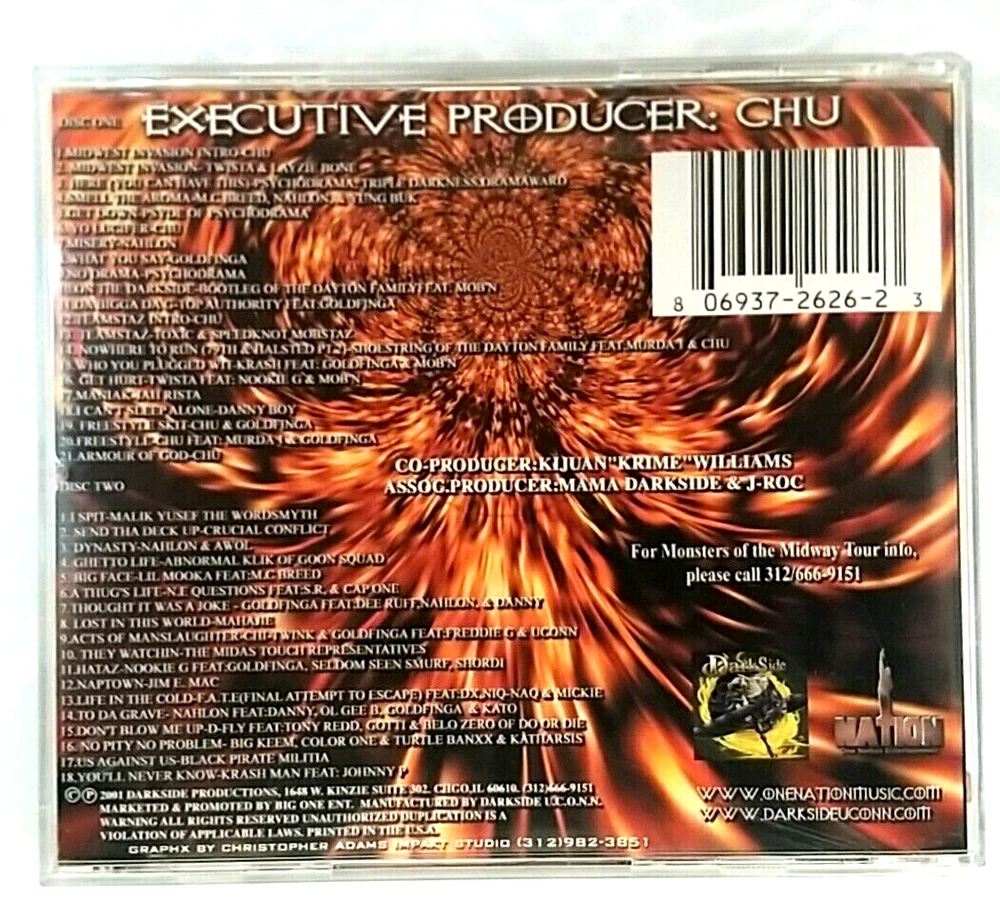 EXECUTIVE PRODUCER: CHU
DISC ONE
1.MIDWEST INVASION INTRO-CHU
2. MIDWEST INVASION- TWISTA & LAYZIE BONE
3. HERE (YOU CAN HAVE THIS)-PSYCHODRAMA, TRIPLE DARKNESS,DRAMAWARD
4.SMELL THE AROMA-M.C.BREED, NAHLON & YUNG BUK
5.GET DOWN-PSYDE OF PSYCHODRAMA
6.YO LUCIFER-CHU
7.MISERY-NAHLON
8.WHAT YOU SAY-GOLDFINGA
9.NO DRAMA-PSYCHODRAMA
10.ON THE DARKSIDE-BOOTLEG OF THE DAYTON FAMILY FEAT. MOB'N
11.DA BIGGA DAWG-TOP AUTHORITY FEAT:GOLDFINGA
12.TEAMSTAZ INTRO-CHU
13. TEAMSTAZ-TOXIC & SPEEDKNOT MOBSTAZ
14. NOWHERE TO RUN (79TH & HALSTED PT.2)-SHOESTRING OF THE DAYTON FAMILY FEAT:MURDA J & CHU
15.WHO YOU PLUGGED WIT-KRASH FEAT: GOLDFINGA & MOB'N
16. GET HURT-TWISTA FEAT: NOOKIE G & MOB'N
17.MANIAK-JAH RISTA
18.I CAN'T SLEEP ALONE-DANNY BOY
19. FREESTYLE SKIT-CHU & GOLDFINGA
20.FREESTYLE-CHU FEAT: MURDA J & GOLDFINGA
21.ARMOUR OF GOD-CHU
8 06937-2626-2 3
CO-PRODUCER:KIJUAN"KRIME"WILLIAMS
ASSOC.PRODUCER:MAMA DARKSIDE & J-ROC
DISC TWO
1.I SPIT-MALIK YUSEF THE WORDSMYTH
2. SEND THA DECK UP-CRUCIAL CONFLICT
3. DYNASTY-NAHLON & AWOL
4. GHETTO LIFE-ABNORMAL KLIK OF GOON SQUAD
5. BIG FACE-LIL MOOKA FEAT:M.C BREED
6.A THUG'S LIFE-N.E QUESTIONS FEAT:S.R. & CAP'ONE
7.THOUGHT IT WAS A JOKE - GOLDFINGA FEAT:DEE RUFF,NAHLON, & DANNY
8. LOST IN THIS WORLD-MAHAJIE
9.ACTS OF MANSLAUGHTER-CHI-TWINK & GOLDFINGA FEAT:FREDDIE G & UCONN
10. THEY WATCHIN-THE MIDAS TOUCH REPRESENTATIVES
11.HATAZ-NOOKIE G FEAT:GOLDFINGA, SELDOM SEEN SMURF, SHORDI
12.NAPTOWN-JIM E. MAC
13.LIFE IN THE COLD-F.A.T.E(FINAL ATTEMPT TO ESCAPE) FEAT:DX,NIQ-NAQ & MICKIE
14.TO DA GRAVE- NAHLON FEAT:DANNY, OL GEE B, GOLDFINGA & KATO
15.DON'T BLOW ME UP-D-FLY FEAT:TONY REDD, GOTTI & BELO ZERO OF DO OR DIE
16. NO PITY NO PROBLEM- BIG KEEM, COLOR ONE & TURTLE BANXX & KATHARSIS
17.US AGAINST US-BLACK PIRATE MILITIA
18.YOU'LL NEVER KNOW-KRASH MAN FEAT: JOHNNY P
For Monsters of the Midway Tour info,
please call 312/666-9151
DarkSide
NATION
©℗ 2001 DARKSIDE PRODUCTIONS, 1648 W. KINZIE SUITE 302. CHGO,IL 60610. (312)666-9151
MARKETED & PROMOTED BY BIG ONE ENT. MANUFACTURED BY DARKSIDE U.C.O.N.N.
WARNING ALL RIGHTS RESERVED UNAUTHORIZED DUPLICATION IS A
VIOLATION OF APPLICABLE LAWS. PRINTED IN THE U.S.A.
WWW.ONENATIONMUSIC.COM
WWW.DARKSIDEUCONN.COM
GRAPHX BY CHRISTOPHER ADAMS IMPAKT STUDIO (312)982-3851